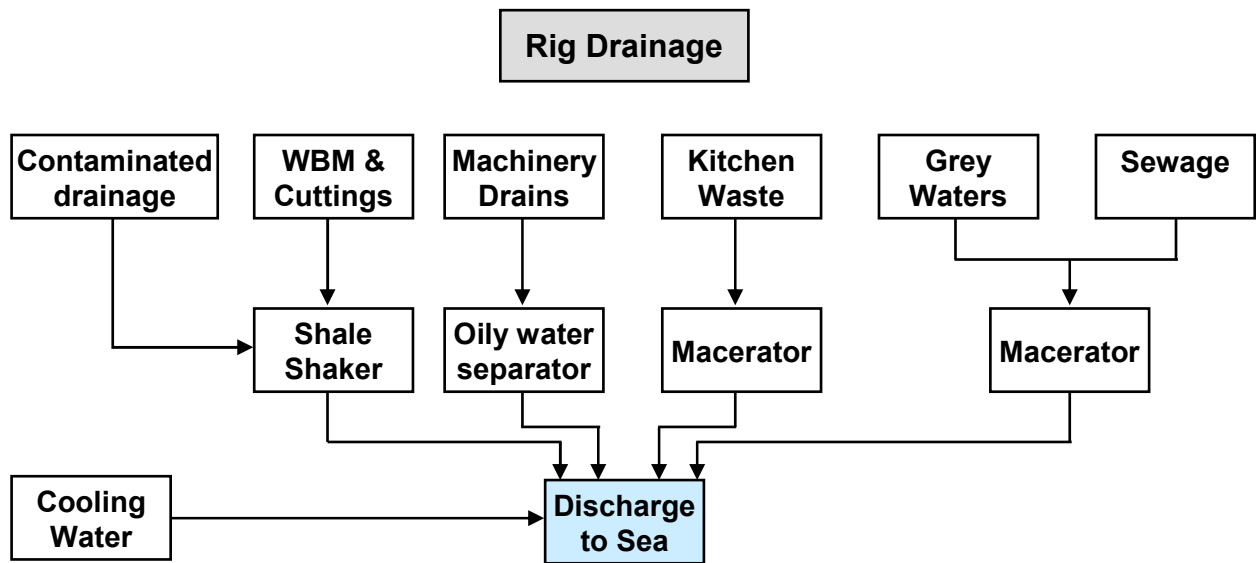 Rig Drainage
Contaminated
drainage
WBM &
Cuttings
Machinery
Drains
Kitchen
Waste
Grey
Waters
Sewage
Shale
Shaker
Oily water
separator
Macerator
Macerator
Cooling
Water
Discharge
to Sea